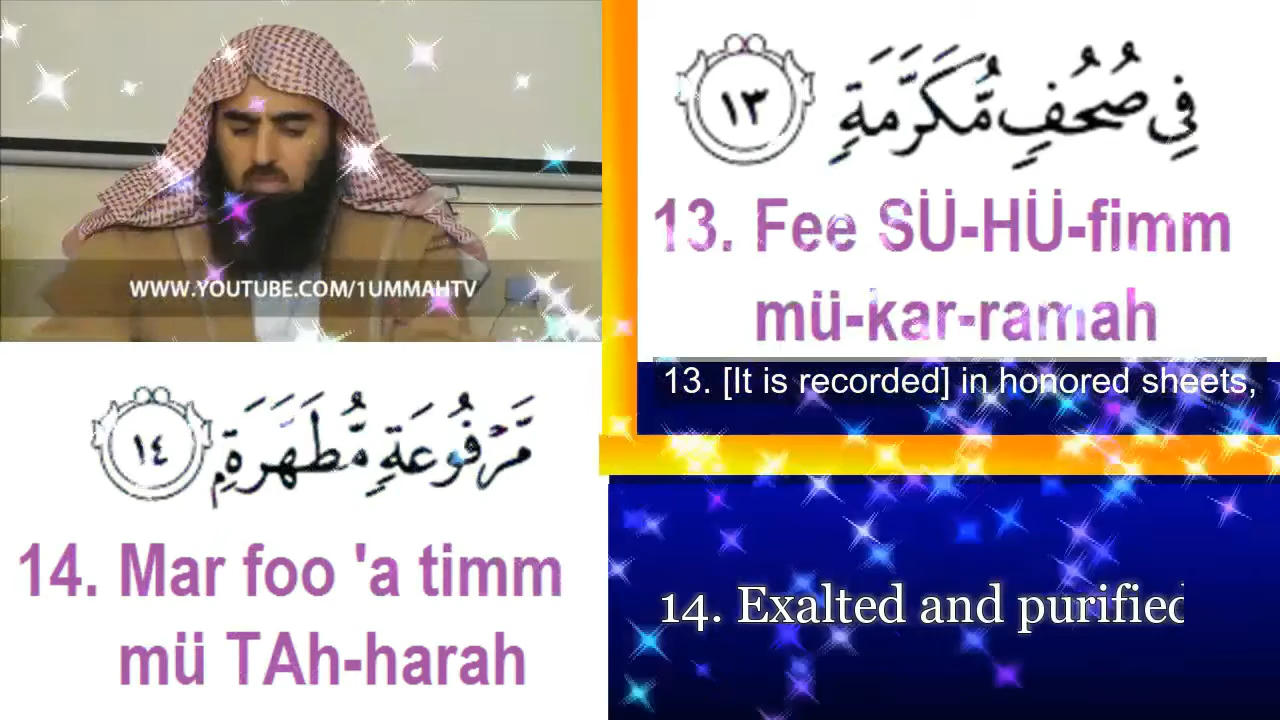 WWW.YOUTUBE.COM/1UMMAHTV
فِي صُحُفٍ مُّكَرَّمَةٍ ١٣
13. Fee SÜ-HÜ-fimm
mü-kar-ramah
13. [It is recorded] in honored sheets,
مَّرْفُوعَةٍ مُّطَهَّرَةٍ ١٤
14. Mar foo 'a timm
mü TAh-harah
14. Exalted and purified